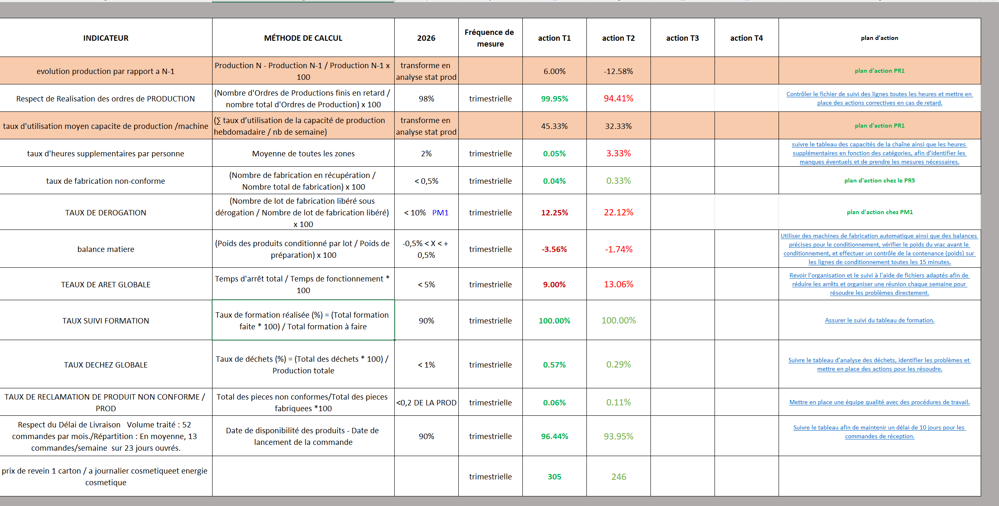 INDICATEUR
MÉTHODE DE CALCUL
2026
Fréquence de
mesure
action T1
action T2
action T3
action T4
plan d'action
evolution production par rapport a N-1
Production N - Production N-1 / Production N-1 x
100
transforme en
analyse stat prod
6.00%
-12.58%
plan d'action PR1
Respect de Realisation des ordres de PRODUCTION
(Nombre d'Ordres de Productions finis en retard /
nombre total d'Ordres de Production) x 100
98%
trimestrielle
99.95%
94.41%
Contrôler le fichier de suivi des lignes toutes les heures et mettre en
place des actions correctives en cas de retard.
taux d'utilisation moyen capacite de production /machine
(∑ taux d’utilisation de la capacité de production
hebdomadaire / nb de semaine)
transforme en
analyse stat prod
45.33%
32.33%
plan d'action PR1
taux d'heures supplementaires par personne
Moyenne de toutes les zones
2%
trimestrielle
0.05%
3.33%
suivre le tableau des capacités de la chaîne ainsi que les heures
supplémentaires en fonction des catégories, afin d’identifier les
manques éventuels et de prendre les mesures nécessaires.
taux de fabrication non-conforme
(Nombre de fabrication en récupération /
Nombre total de fabrication) x 100
< 0,5%
trimestrielle
0.04%
0.33%
plan d'action chez le PR5
TAUX DE DEROGATION
(Nombre de lot de fabrication libéré sous
dérogation / Nombre de lot de fabrication libéré)
x 100
< 10% PM1
trimestrielle
12.25%
22.12%
plan d'action chez PM1
balance matiere
(Poids des produits conditionné par lot / Poids de
préparation) x 100
-0,5% < X < +
0,5%
trimestrielle
-3.56%
-1.74%
Utiliser des machines de fabrication automatique ainsi que des balances
précises pour le conditionnement, vérifier le poids du vrac avant le
conditionnement, et effectuer un contrôle de la contenance (poids) sur
les lignes de conditionnement toutes les 15 minutes.
TEAUX DE ARET GLOBALE
Temps d'arrêt total / Temps de fonctionnement *
100
< 5%
trimestrielle
9.00%
13.06%
Revoir l’organisation et le suivi à l’aide de fichiers adaptés afin de
réduire les arrêts et organiser une réunion chaque semaine pour
résoudre les problèmes directement.
TAUX SUIVI FORMATION
Taux de formation réalisée (%) = (Total formation
faite * 100) / Total formation à faire
90%
trimestrielle
100.00%
100.00%
Assurer le suivi du tableau de formation.
TAUX DECHEZ GLOBALE
Taux de déchets (%) = (Total des déchets * 100) /
Production totale
< 1%
trimestrielle
0.57%
0.29%
Suivre le tableau d’analyse des déchets, identifier les problèmes et
mettre en place des actions pour les résoudre.
TAUX DE RECLAMATION DE PRODUIT NON CONFORME /
PROD
Total des pieces non conformes/Total des pieces
fabriquees *100
<0,2 DE LA PROD
trimestrielle
0.06%
0.11%
Mettre en place une équipe qualité avec des procédures de travail.
Respect du Délai de Livraison Volume traité : 52
commandes par mois./Répartition : En moyenne, 13
commandes/semaine sur 23 jours ouvrés.
Date de disponibilité des produits - Date de
lancement de la commande
90%
trimestrielle
96.44%
93.95%
Suivre le tableau afin de maintenir un délai de 10 jours pour les
commandes de réception.
prix de revein 1 carton / a journalier cosmetiqueet energie
cosmetique
trimestrielle
305
246